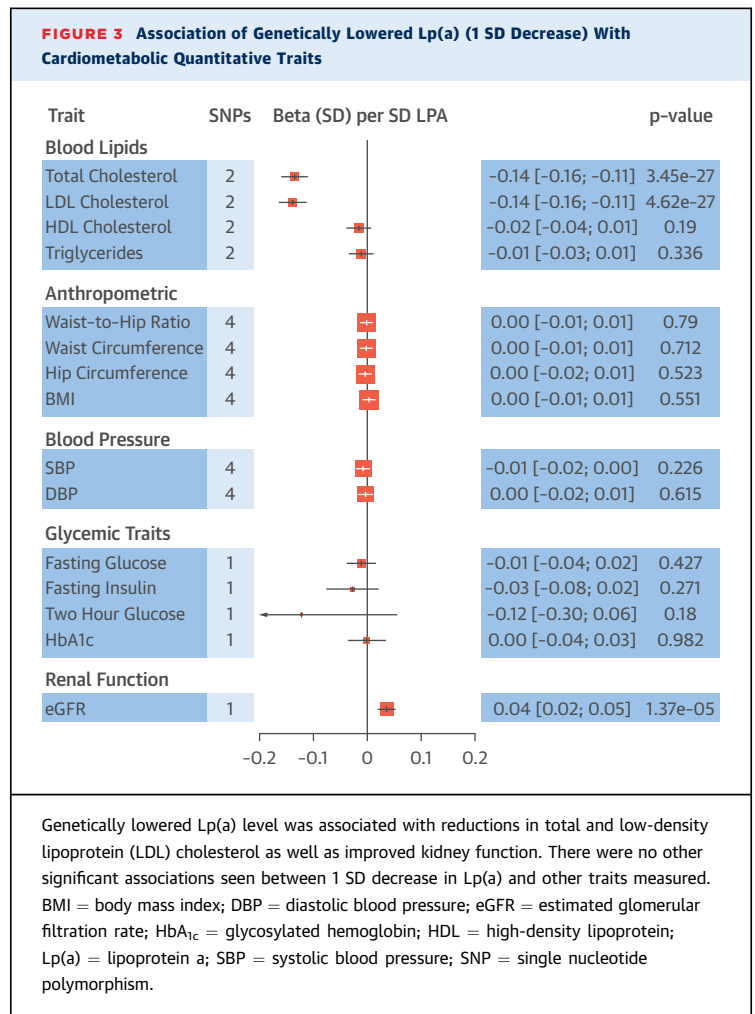 FIGURE 3 Association of Genetically Lowered Lp(a) (1 SD Decrease) With
Cardiometabolic Quantitative Traits
Trait SNPs Beta (SD) per SD LPA p-value
Blood Lipids
Total Cholesterol 2 -0.14 [-0.16; -0.11] 3.45e-27
LDL Cholesterol 2 -0.14 [-0.16; -0.11] 4.62e-27
HDL Cholesterol 2 -0.02 [-0.04; 0.01] 0.19
Triglycerides 2 -0.01 [-0.03; 0.01] 0.336
Anthropometric
Waist-to-Hip Ratio 4 0.00 [-0.01; 0.01] 0.79
Waist Circumference 4 0.00 [-0.01; 0.01] 0.712
Hip Circumference 4 0.00 [-0.02; 0.01] 0.523
BMI 4 0.00 [-0.01; 0.01] 0.551
Blood Pressure
SBP 4 -0.01 [-0.02; 0.00] 0.226
DBP 4 0.00 [-0.02; 0.01] 0.615
Glycemic Traits
Fasting Glucose 1 -0.01 [-0.04; 0.02] 0.427
Fasting Insulin 1 -0.03 [-0.08; 0.02] 0.271
Two Hour Glucose 1 -0.12 [-0.30; 0.06] 0.18
HbA1c 1 0.00 [-0.04; 0.03] 0.982
Renal Function
eGFR 1 0.04 [0.02; 0.05] 1.37e-05
-0.2 -0.1 0 0.1 0.2
Genetically lowered Lp(a) level was associated with reductions in total and low-density
lipoprotein (LDL) cholesterol as well as improved kidney function. There were no other
significant associations seen between 1 SD decrease in Lp(a) and other traits measured.
BMI = body mass index; DBP = diastolic blood pressure; eGFR = estimated glomerular
filtration rate; HbA1c = glycosylated hemoglobin; HDL = high-density lipoprotein;
Lp(a) = lipoprotein a; SBP = systolic blood pressure; SNP = single nucleotide
polymorphism.